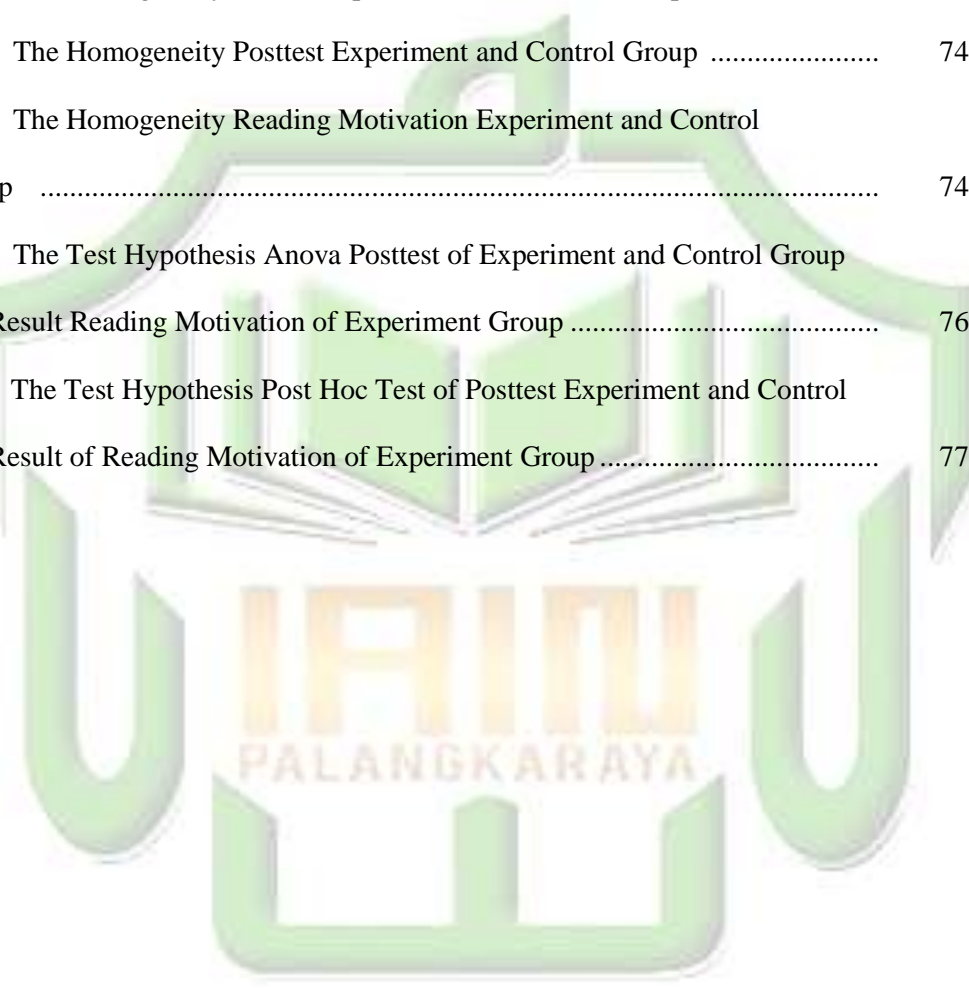 The Homogeneity Posttest Experiment and Control Group ....................... 74
The Homogeneity Reading Motivation Experiment and Control
p ................................................................................................................. 74
The Test Hypothesis Anova Posttest of Experiment and Control Group
Result Reading Motivation of Experiment Group .......................................... 76
The Test Hypothesis Post Hoc Test of Posttest Experiment and Control
Result of Reading Motivation of Experiment Group ...................................... 77
IAIN
PALANGKARAYA